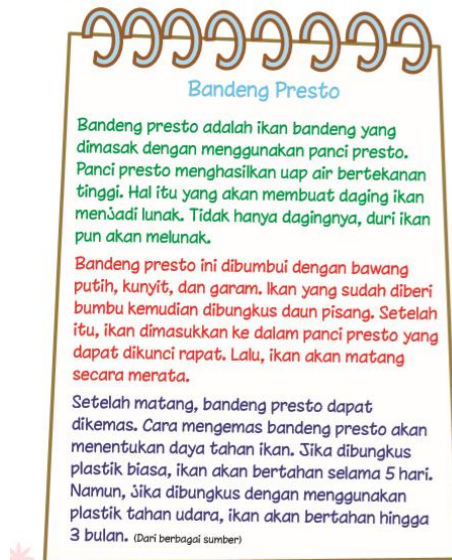 Bandeng Presto
Bandeng presto adalah ikan bandeng yang
dimasak dengan menggunakan panci presto.
Panci presto menghasilkan uap air bertekanan
tinggi. Hal itu yang akan membuat daging ikan
menjadi lunak. Tidak hanya dagingnya, duri ikan
pun akan melunak.
Bandeng presto ini dibumbui dengan bawang
putih, kunyit, dan garam. Ikan yang sudah diberi
bumbu kemudian dibungkus daun pisang. Setelah
itu, ikan dimasukkan ke dalam panci presto yang
dapat dikunci rapat. Lalu, ikan akan matang
secara merata.
Setelah matang, bandeng presto dapat
dikemas. Cara mengemas bandeng presto akan
menentukan daya tahan ikan. Jika dibungkus
plastik biasa, ikan akan bertahan selama 5 hari.
Namun, jika dibungkus dengan menggunakan
plastik tahan udara, ikan akan bertahan hingga
3 bulan. (Dari berbagai sumber)